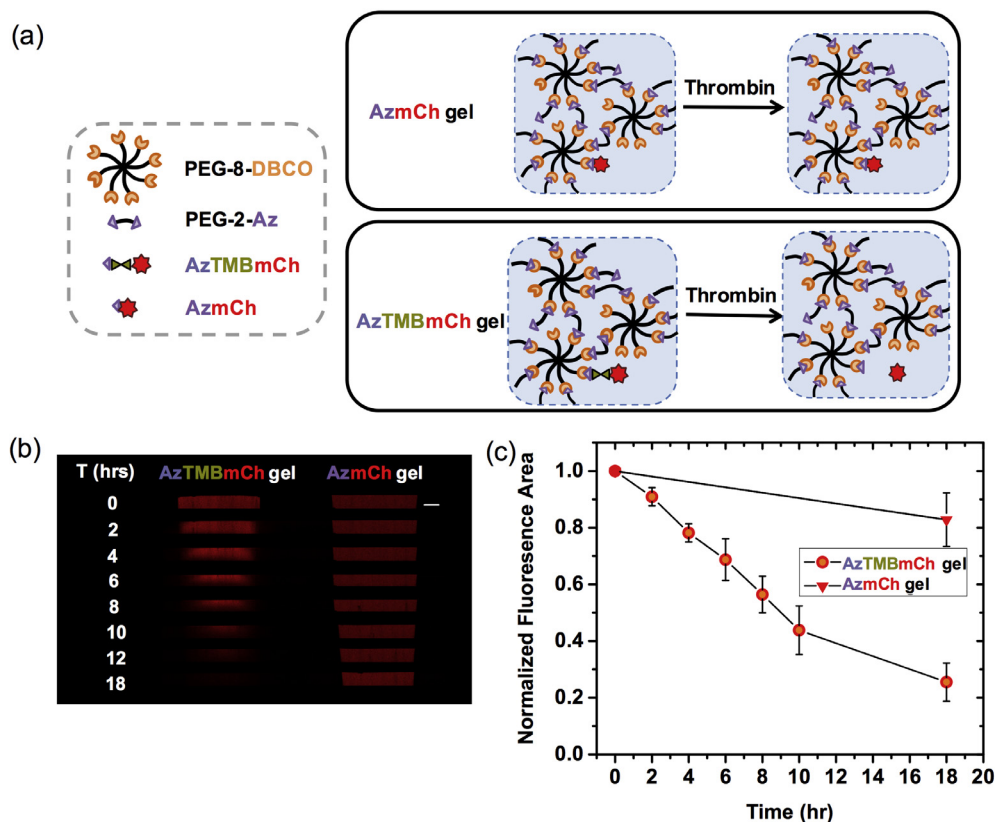 (a)
PEG-8-DBCO
PEG-2-Az
AzTMBmCh
AzmCh
AzmCh gel
Thrombin
AzTMBmCh gel
Thrombin
(b)
T (hrs) AzTMBmCh gel AzmCh gel
0
2
4
6
8
10
12
18
(c)
Normalized Fluoresence Area
1.0
0.8
0.6
0.4
0.2
0.0
AzTMBmCh gel
AzmCh gel
0 2 4 6 8 10 12 14 16 18 20
Time (hr)